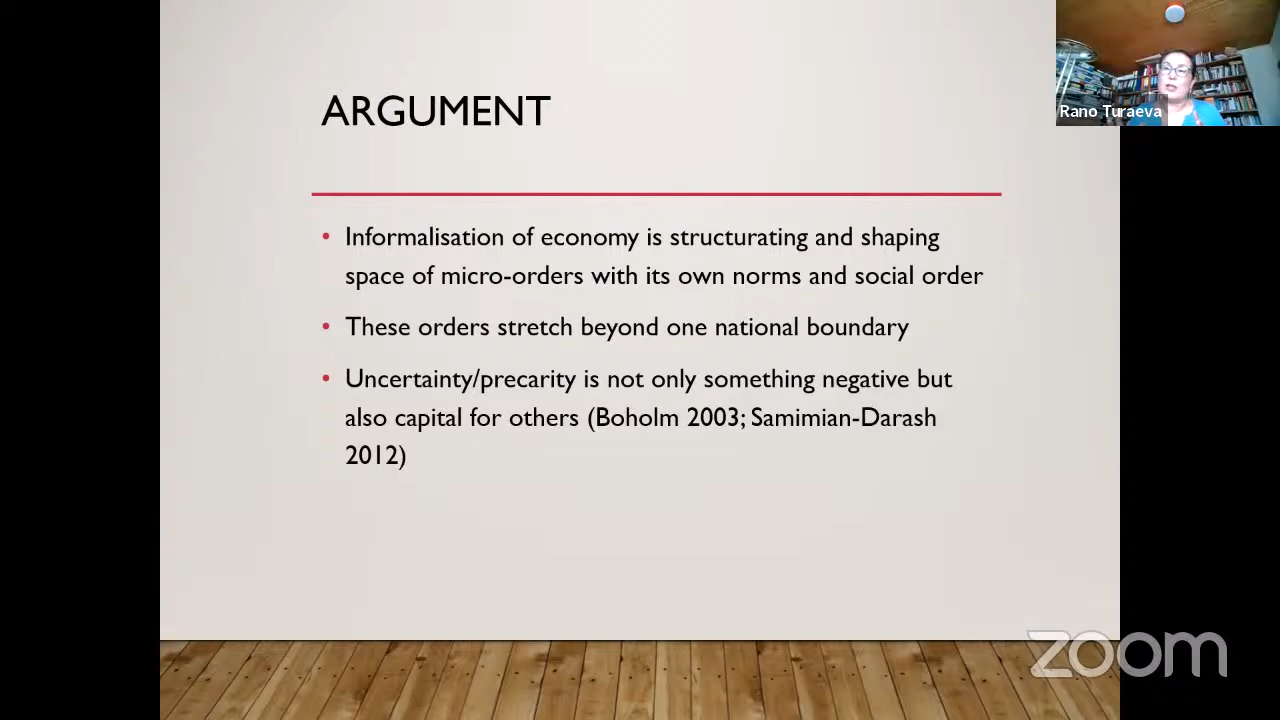 ARGUMENT
Rano Turaeva
• Informalisation of economy is structurating and shaping
space of micro-orders with its own norms and social order
• These orders stretch beyond one national boundary
• Uncertainty/precarity is not only something negative but
also capital for others (Boholm 2003; Samimian-Darash
2012)
zoom